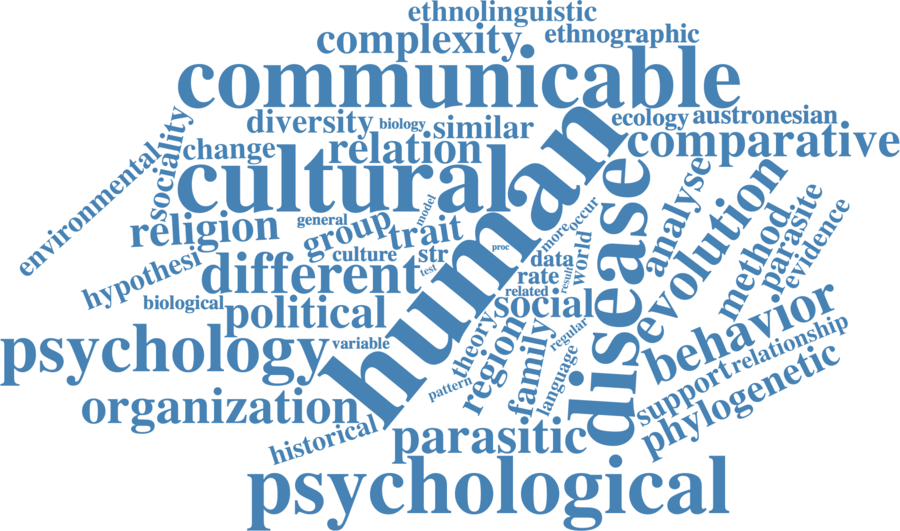 ethnolinguistic
complexity
ethnographic
communicable
ecology
austronesian
diversity
biology
similar
comparative
sociality
change
relation
environmental
cultural
human
disease
analyse
evolution
religion
general
group
model
trait
more
occur
method
parasite
evidence
hypothesi
culture
str
test
proc
data
world
different
rate
result
biological
political
related
social
behavior
psychology
variable
theory
region
family
regular
relationship
organization
pattern
language
support
phylogenetic
historical
parasitic
psychological